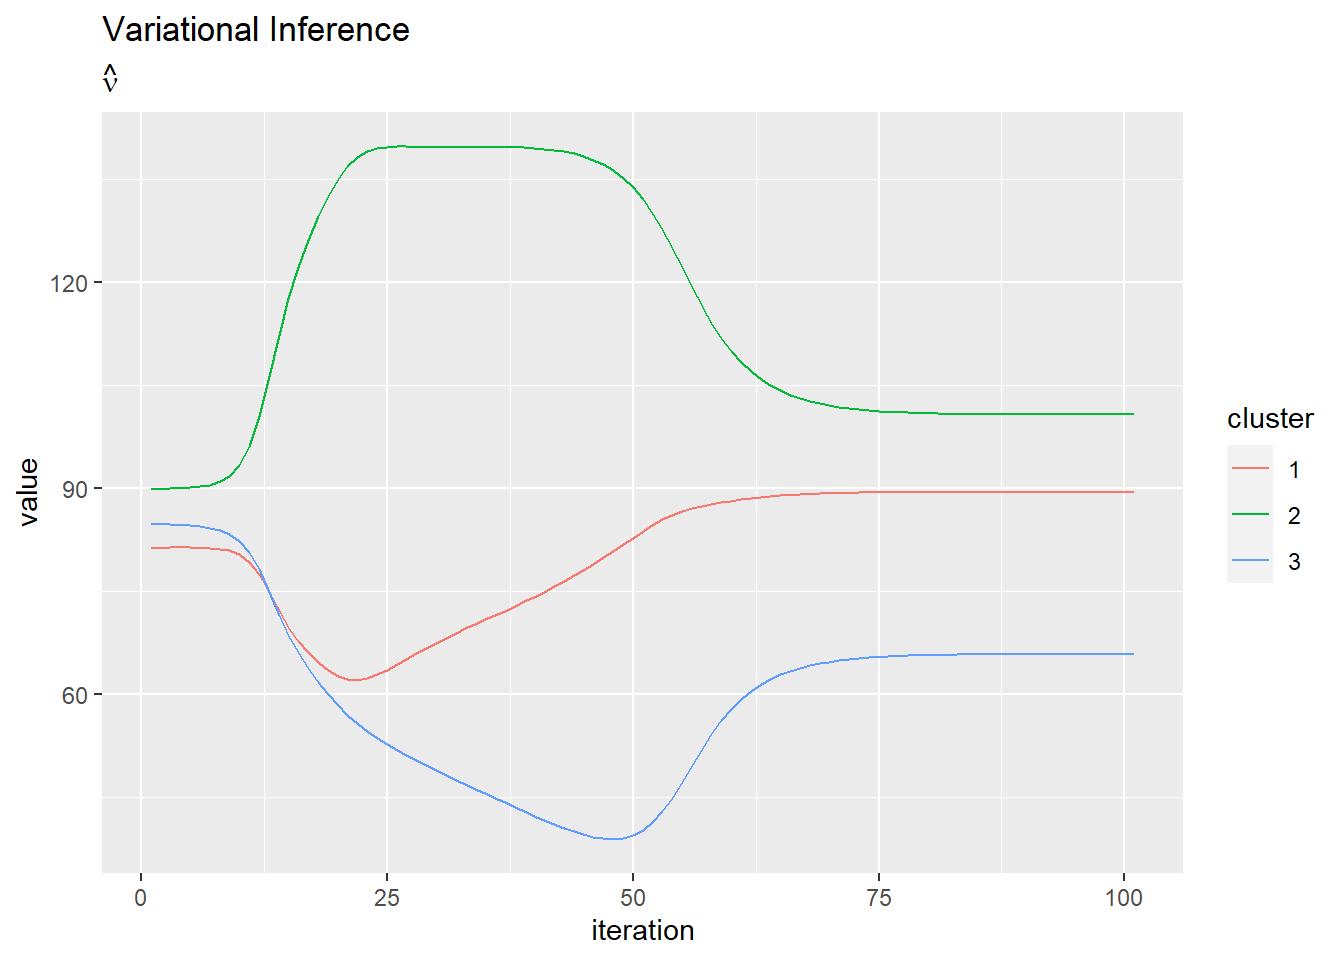 Variational Inference
ν̂
120
90
60
value
0 25 50 75 100
iteration
cluster
1
2
3